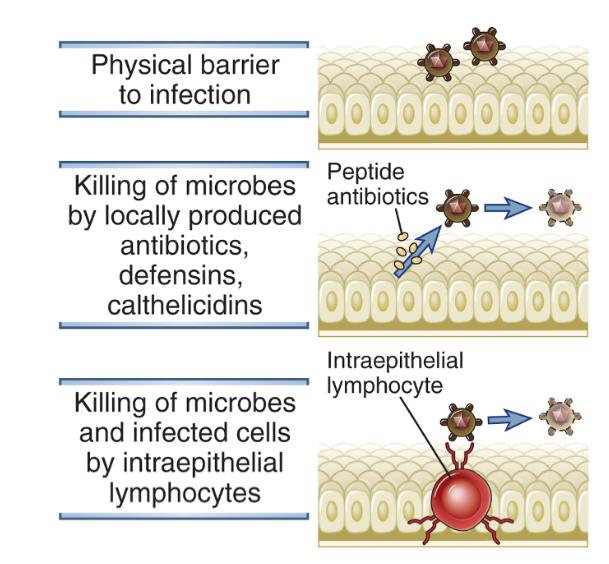 Physical barrier
to infection
Killing of microbes
by locally produced
antibiotics,
defensins,
calthelicidins
Peptide
antibiotics
Killing of microbes
and infected cells
by intraepithelial
lymphocytes
Intraepithelial
lymphocyte